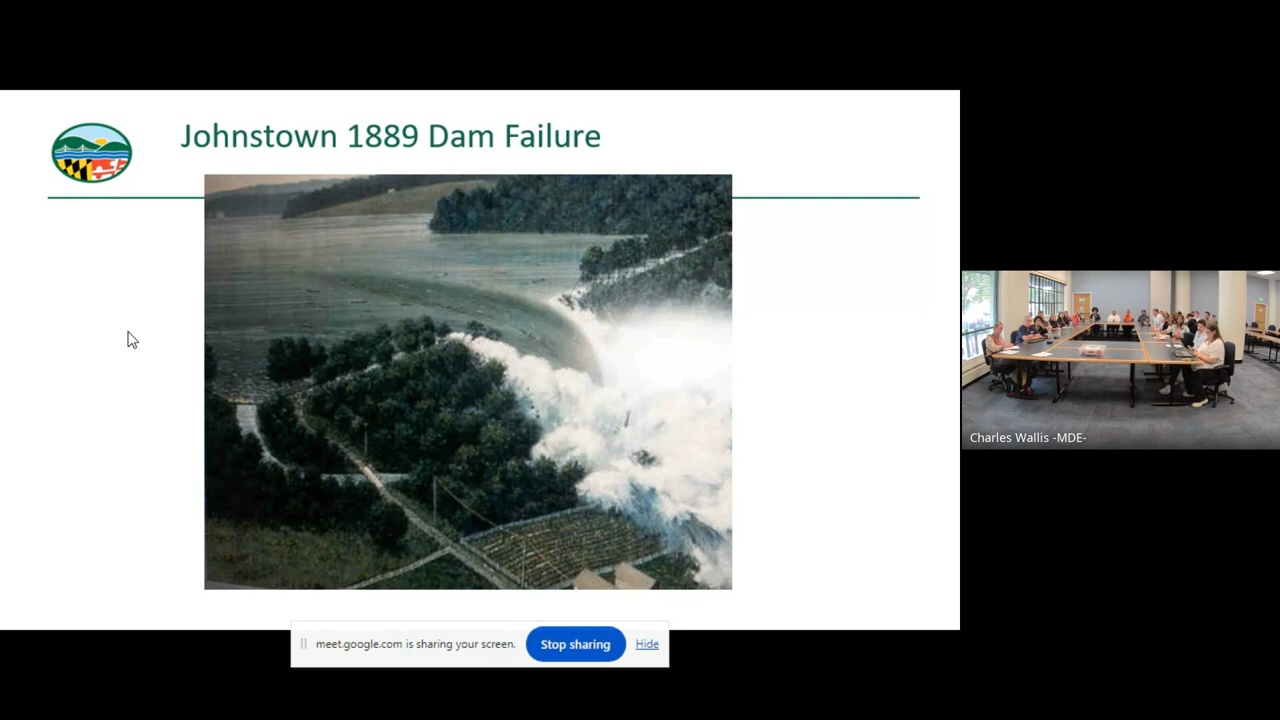 Johnstown 1889 Dam Failure
Charles Wallis -MDE-
meet.google.com is sharing your screen.
Stop sharing
Hide